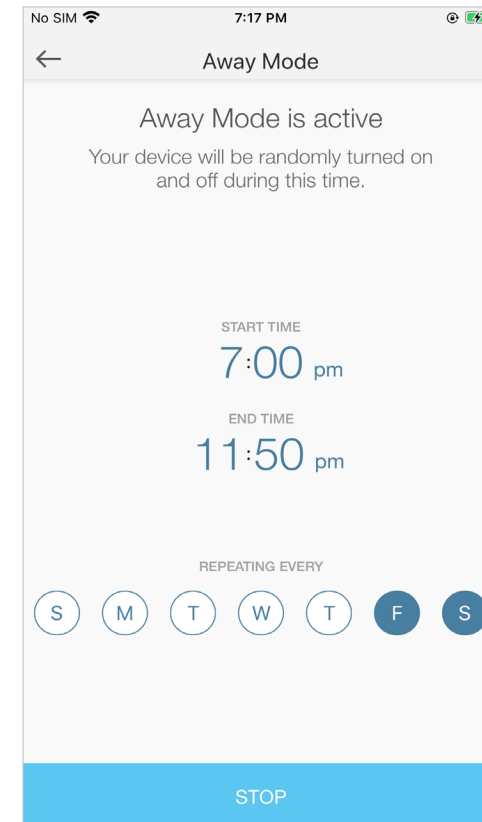 No SIM 7:17 PM
Away Mode
Away Mode is active
Your device will be randomly turned on
and off during this time.
START TIME
7:00 pm
END TIME
11:50 pm
REPEATING EVERY
S M T W T F S
STOP